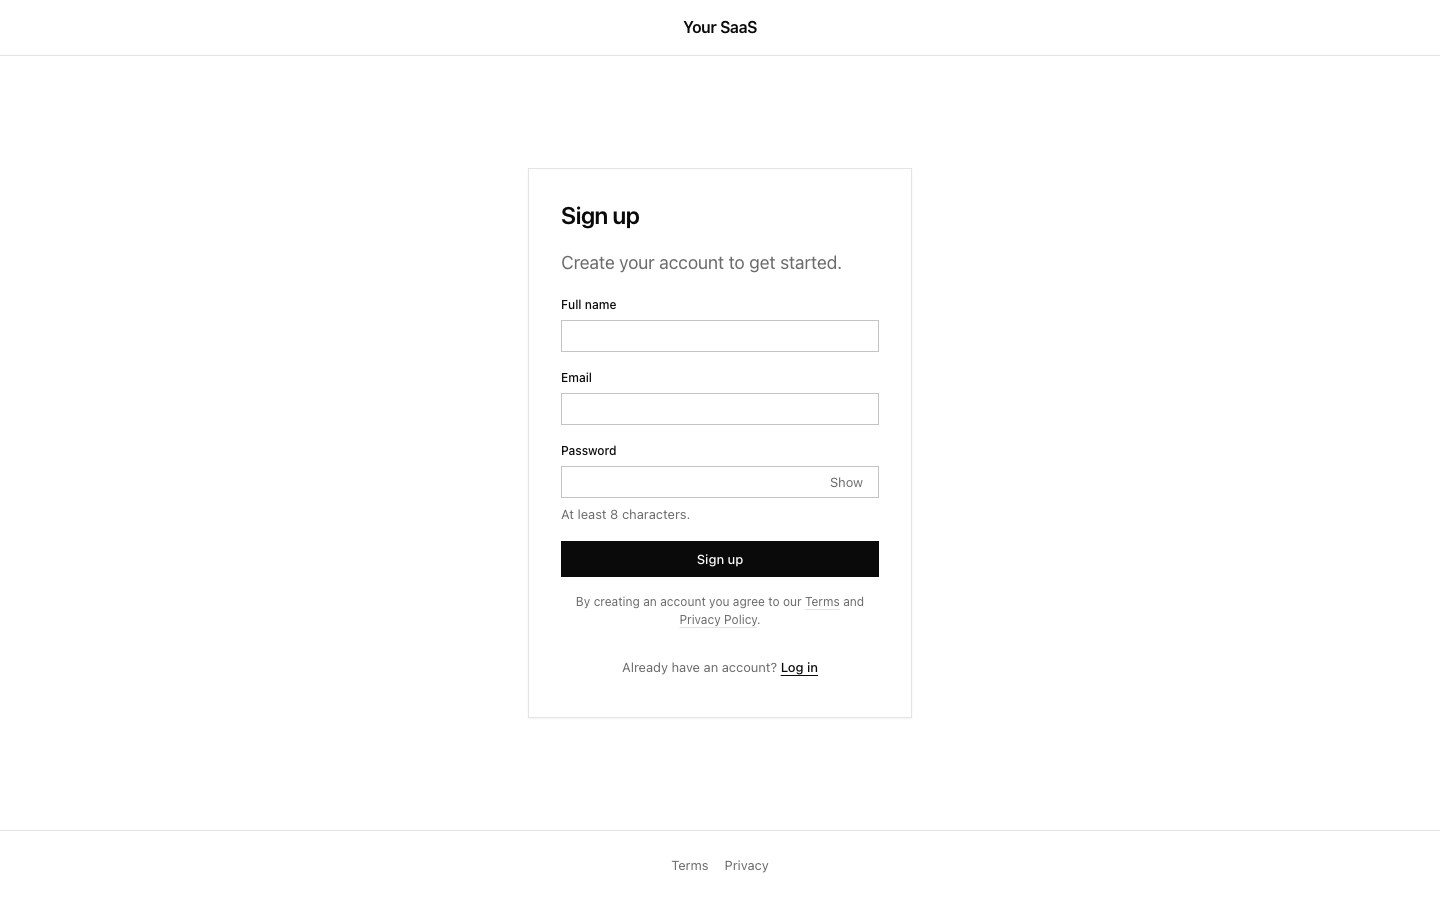 Your SaaS
Sign up
Create your account to get started.
Full name
Email
Password
Show
At least 8 characters.
Sign up
By creating an account you agree to our Terms and
Privacy Policy.
Already have an account? Log in
Terms Privacy